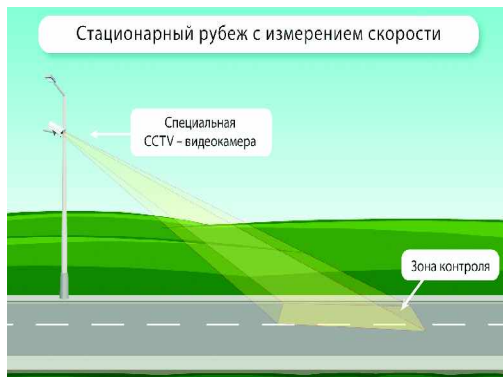 Стационарный рубеж с измерением скорости
Специальная
CCTV – видеокамера
Зона контроля